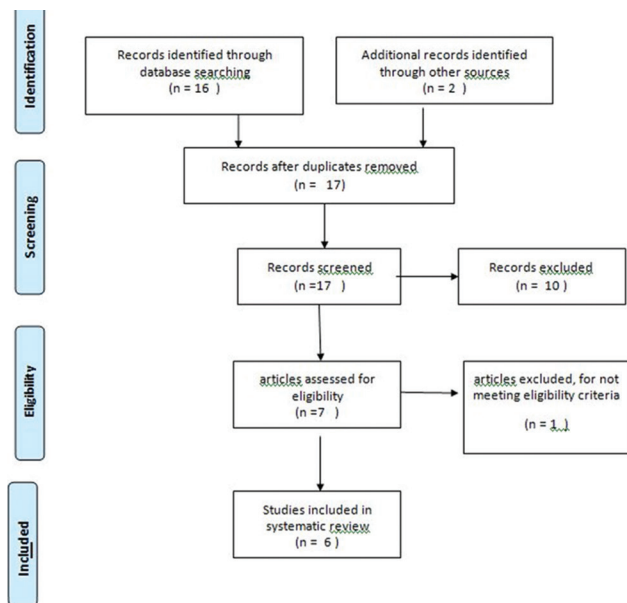 Identification
Records identified through
database searching
(n = 16 )
Additional records identified
through other sources
(n = 2 )
Records after duplicates removed
(n = 17)
Screening
Records screened
(n =17 )
Records excluded
(n = 10 )
Eligibility
articles assessed for
eligibility
(n =7 )
articles excluded, for not
meeting eligibility criteria
(n = 1 )
Included
Studies included in
systematic review
(n = 6 )